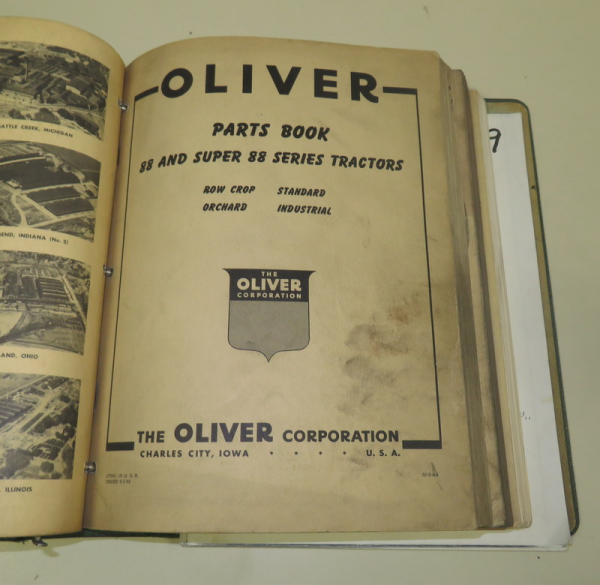 BATTLE CREEK, MICHIGAN
BEND, INDIANA (No. 2)
LAND, OHIO
ILLINOIS
OLIVER
PARTS BOOK
88 AND SUPER 88 SERIES TRACTORS
ROW CROP STANDARD
ORCHARD INDUSTRIAL
THE
OLIVER
CORPORATION
THE OLIVER CORPORATION
CHARLES CITY, IOWA • • • • U. S. A.
9